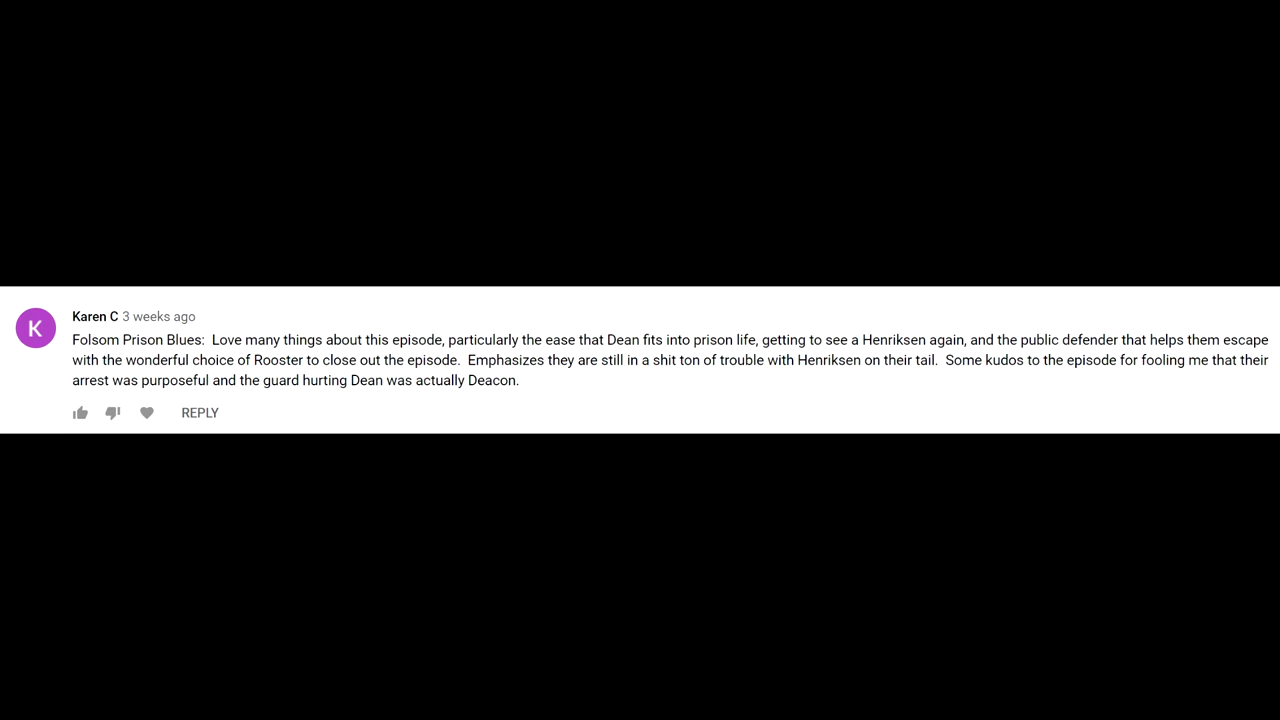 K
Karen C 3 weeks ago
Folsom Prison Blues:  Love many things about this episode, particularly the ease that Dean fits into prison life, getting to see a Henriksen again, and the public defender that helps them escape
with the wonderful choice of Rooster to close out the episode.  Emphasizes they are still in a shit ton of trouble with Henriksen on their tail.  Some kudos to the episode for fooling me that their
arrest was purposeful and the guard hurting Dean was actually Deacon.
REPLY